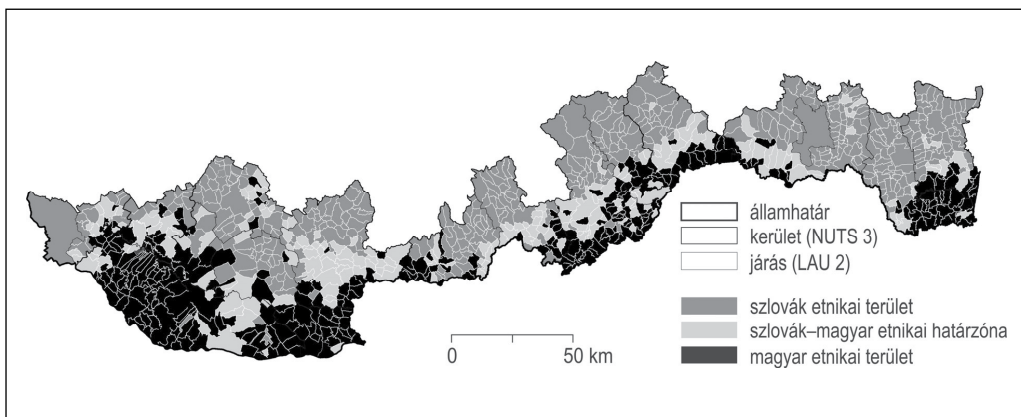 államhatár
kerület (NUTS 3)
járás (LAU 2)
szlovák etnikai terület
szlovák–magyar etnikai határzóna
magyar etnikai terület
0 50 km